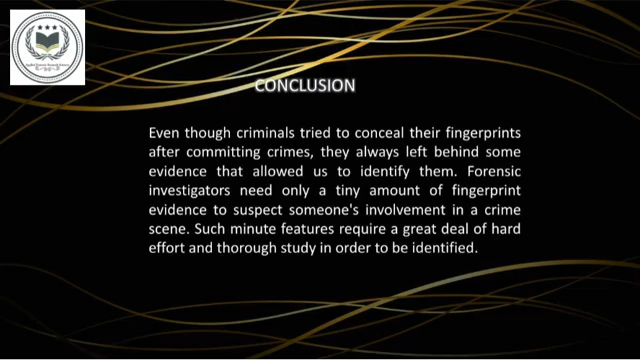 CONCLUSION
Even though criminals tried to conceal their fingerprints
after committing crimes, they always left behind some
evidence that allowed us to identify them. Forensic
investigators need only a tiny amount of fingerprint
evidence to suspect someone's involvement in a crime
scene. Such minute features require a great deal of hard
effort and thorough study in order to be identified.